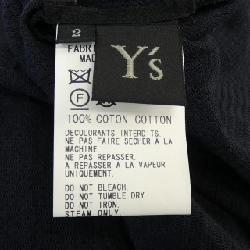 2
Y's
FABRI
MAD
100% COTON COTTON
DECOLORANTS INTERDITS.
NE PAS FAIRE SECHER A LA
MACHINE
NE PAS REPASSER.
A REPASSER A LA VAPEUR
UNIQUEMENT.
DO NOT BLEACH.
DO NOT TUMBLE DRY
DO NOT IRON.
STEAM ONLY.